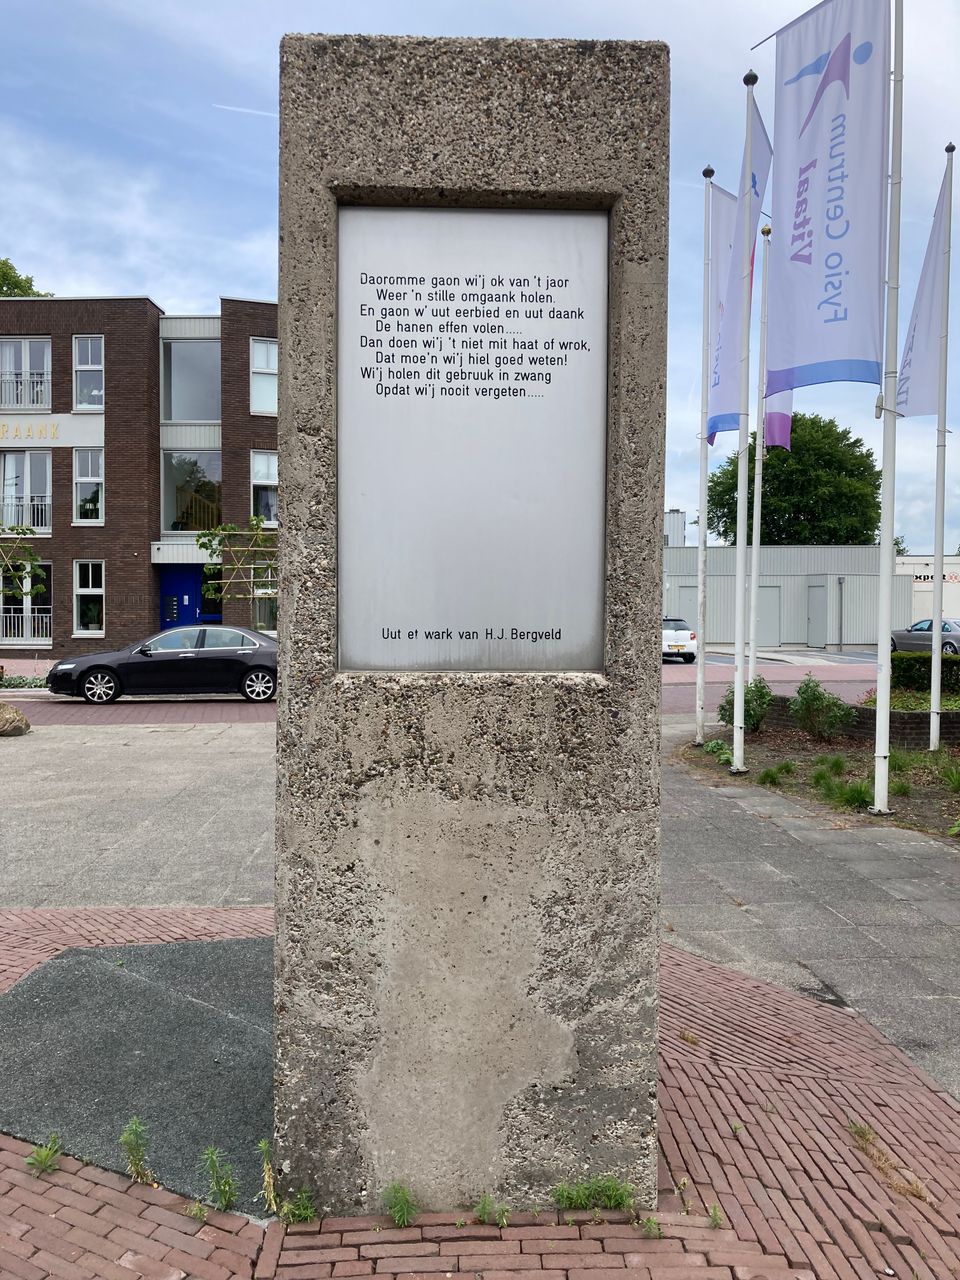 Daoromme gaon wi'j ok van 't jaor
Weer 'n stille omgaank holen.
En gaon w' uut eerbied en uut daank
De hanen effen volen.....
Dan doen wi'j 't niet mit haat of wrok,
Dat moe'n wi'j hiel goed weten!
Wi'j holen dit gebruuk in zwang
Opdat wi'j nooit vergeten.....
Uut et wark van H.J. Bergveld
RAANK
Vitaal
Fysio Centrum
xpert